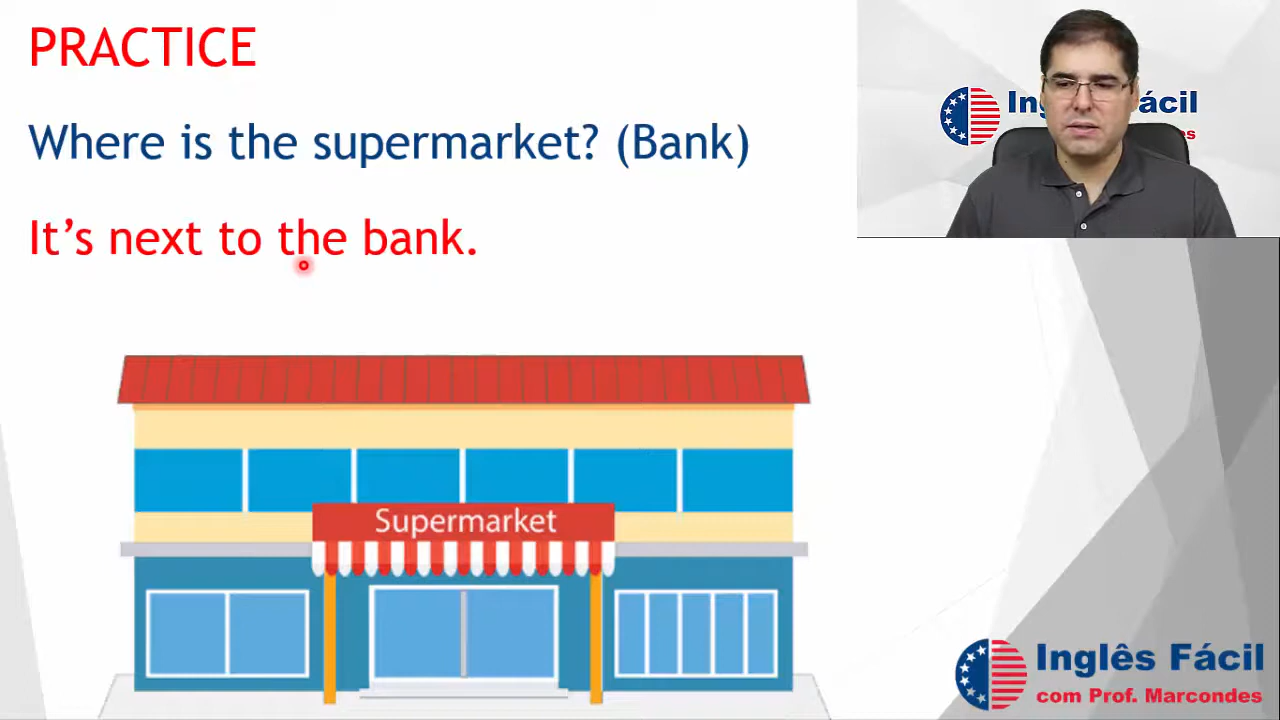 PRACTICE
Where is the supermarket? (Bank)
It's next to the bank.
Supermarket
Inglês Fácil
com Prof. Marcondes